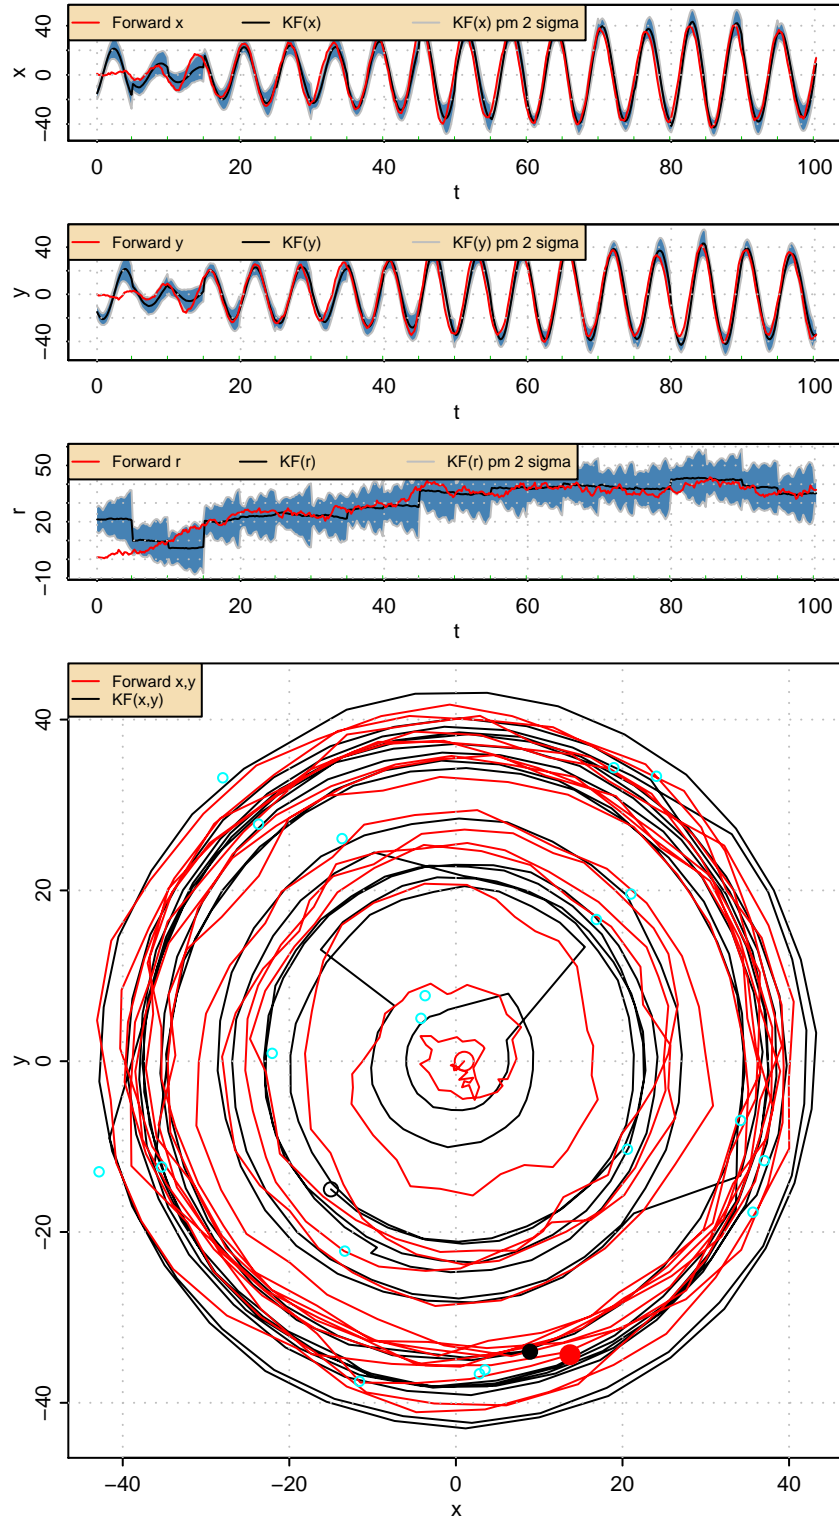 Forward x KF(x) KF(x) pm 2 sigma
x
40
0
−40
0 20 40 60 80 100
t
Forward y KF(y) KF(y) pm 2 sigma
y
40
0
−40
0 20 40 60 80 100
t
Forward r KF(r) KF(r) pm 2 sigma
r
50
20
−10
0 20 40 60 80 100
t
Forward x,y
KF(x,y)
y
40
20
0
−20
−40
−40 −20 0 20 40
x